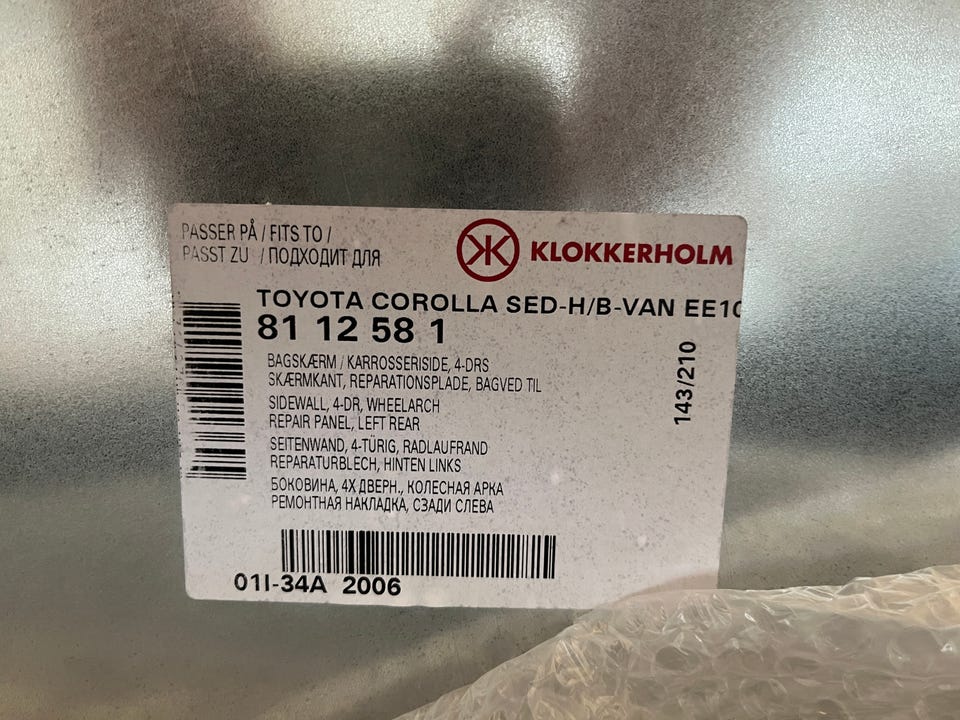 PASSER PÅ / FITS TO /
PASST ZU / ПОДХОДИТ ДЛЯ
KLOKKERHOLM
TOYOTA COROLLA SED-H/B-VAN EE10
81 12 58 1
BAGSKÆRM / KARROSSERISIDE, 4-DRS
SKÆRMKANT, REPARATIONSPLADE, BAGVED TIL
SIDEWALL, 4-DR, WHEELARCH
REPAIR PANEL, LEFT REAR
SEITENWAND, 4-TÜRIG, RADLAUFRAND
REPARATURBLECH, HINTEN LINKS
БОКОВИНА, 4Х ДВЕРН., КОЛЕСНАЯ АРКА
РЕМОНТНАЯ НАКЛАДКА, СЗАДИ СЛЕВА
143/210
01I-34A 2006